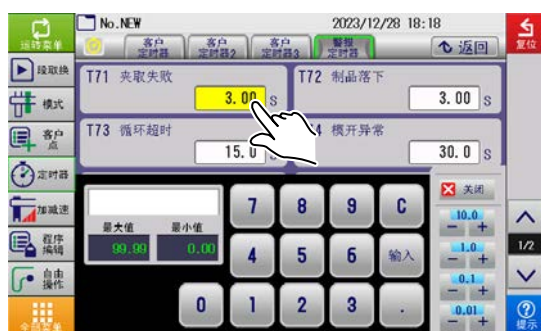 No.NEW 2023/12/28 18:18
运转菜单
客户定时器
客户定时器2
客户定时器3
警报定时器
返回
复位
段取换
模式
客户点
定时器
加减速
程序编辑
自由操作
全部菜单
T71 夹取失败
3.00 S
T72 制品落下
3.00 S
T73 循环超时
15.0 S
4 模开异常
30.0 S
最大值 最小值
99.99 0.00
7 8 9 C
4 5 6 输入
0 1 2 3 .
关闭
10.0
- +
1.0
- +
0.1
- +
0.01
- +
1/2
提示